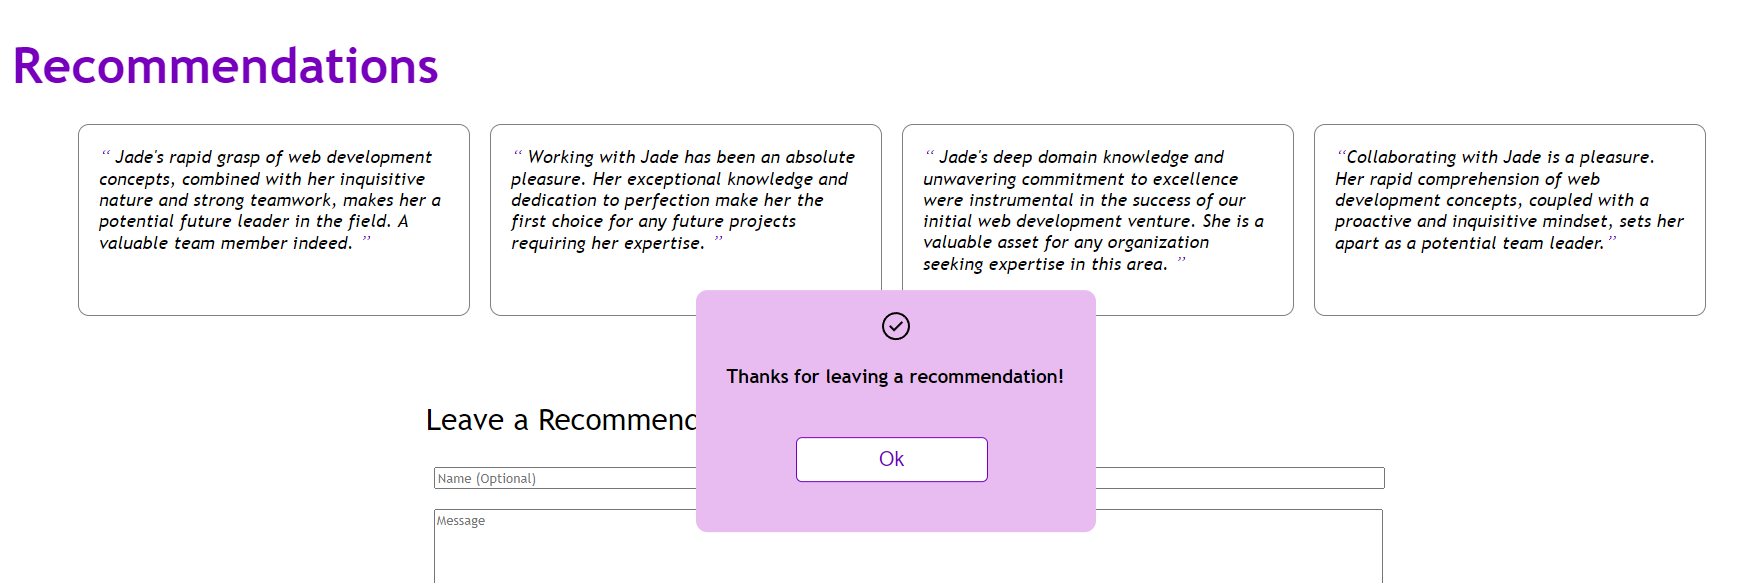 Recommendations
“ Jade's rapid grasp of web development
concepts, combined with her inquisitive
nature and strong teamwork, makes her a
potential future leader in the field. A
valuable team member indeed. ”
“ Working with Jade has been an absolute
pleasure. Her exceptional knowledge and
dedication to perfection make her the
first choice for any future projects
requiring her expertise. ”
“ Jade's deep domain knowledge and
unwavering commitment to excellence
were instrumental in the success of our
initial web development venture. She is a
valuable asset for any organization
seeking expertise in this area. ”
“Collaborating with Jade is a pleasure.
Her rapid comprehension of web
development concepts, coupled with a
proactive and inquisitive mindset, sets her
apart as a potential team leader.”
Thanks for leaving a recommendation!
Ok
Leave a Recommend
Name (Optional)
Message